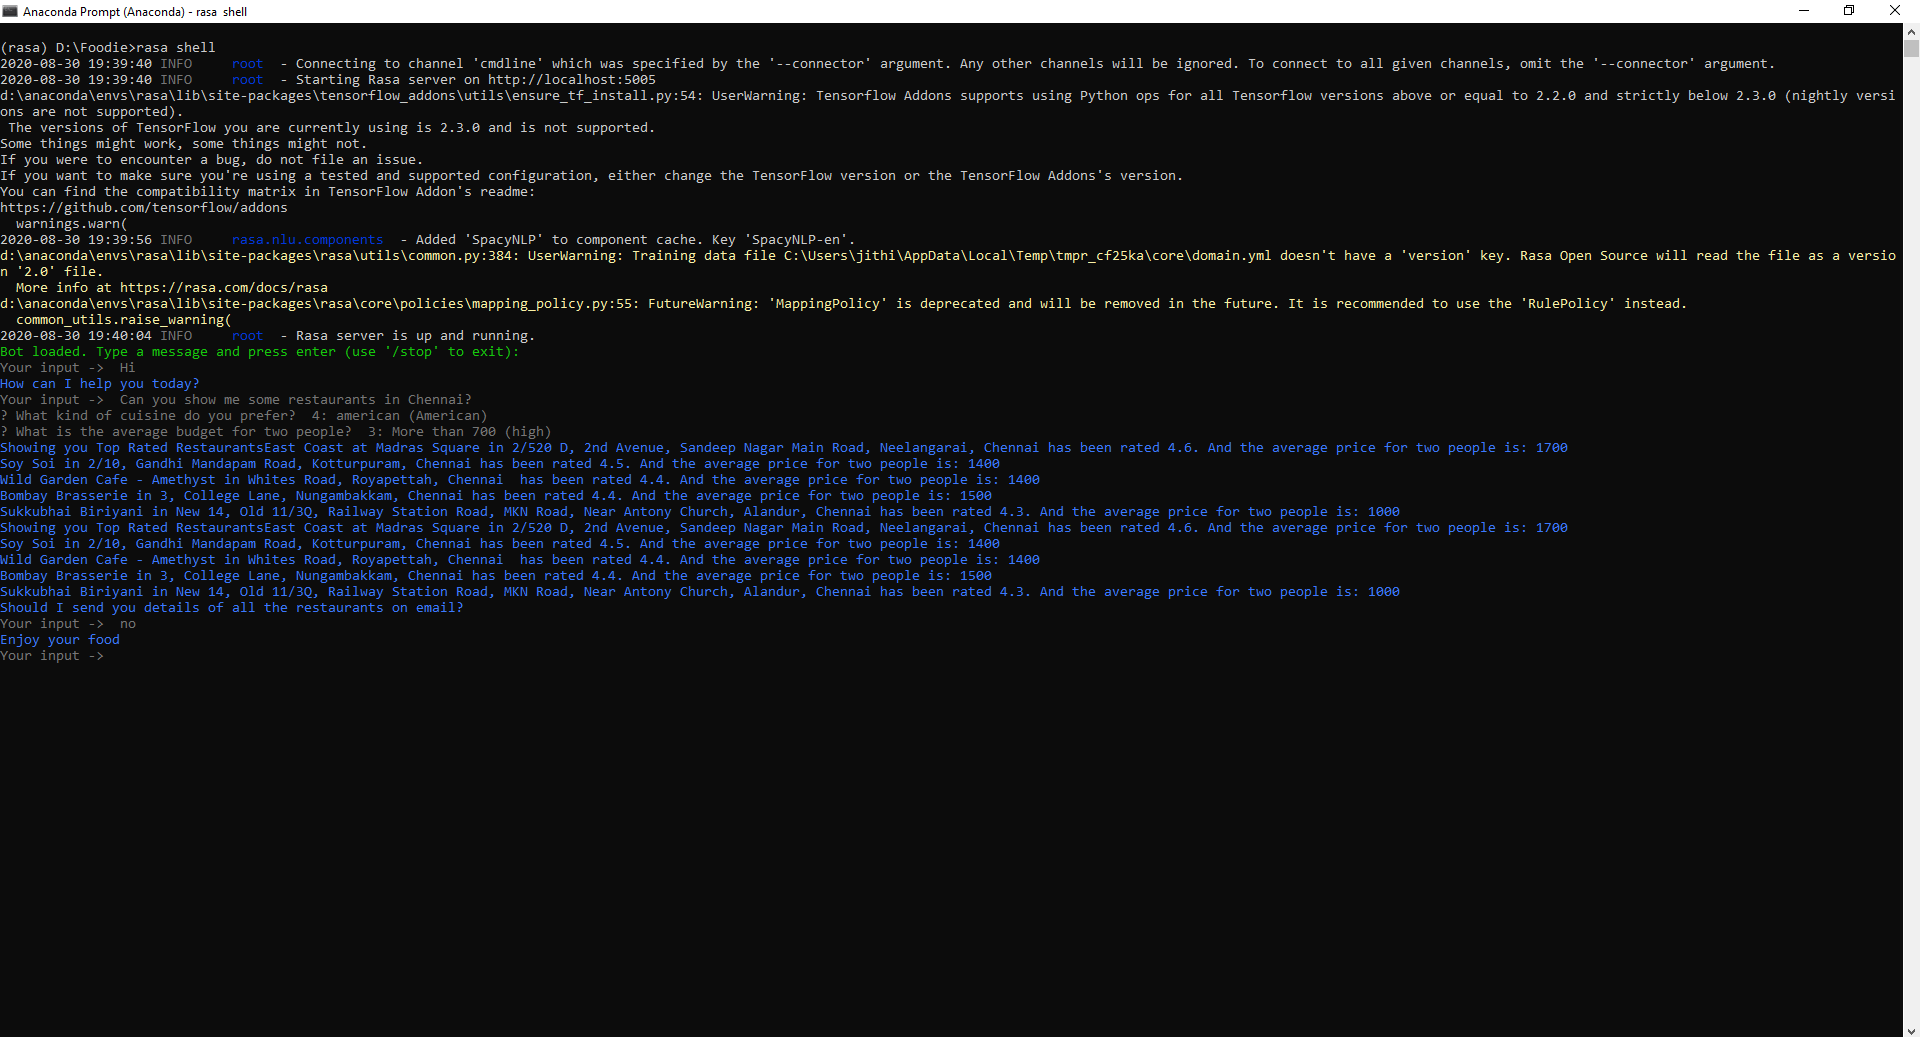 Anaconda Prompt (Anaconda) - rasa  shell
(rasa) D:\Foodie>rasa shell
2020-08-30 19:39:40 INFO     root  - Connecting to channel 'cmdline' which was specified by the '--connector' argument. Any other channels will be ignored. To connect to all given channels, omit the '--connector' argument.
2020-08-30 19:39:40 INFO     root  - Starting Rasa server on http://localhost:5005
d:\anaconda\envs\rasa\lib\site-packages\tensorflow_addons\utils\ensure_tf_install.py:54: UserWarning: Tensorflow Addons supports using Python ops for all Tensorflow versions above or equal to 2.2.0 and strictly below 2.3.0 (nightly versi
ons are not supported).
 The versions of TensorFlow you are currently using is 2.3.0 and is not supported.
Some things might work, some things might not.
If you were to encounter a bug, do not file an issue.
If you want to make sure you're using a tested and supported configuration, either change the TensorFlow version or the TensorFlow Addons's version.
You can find the compatibility matrix in TensorFlow Addon's readme:
https://github.com/tensorflow/addons
  warnings.warn(
2020-08-30 19:39:56 INFO     rasa.nlu.components  - Added 'SpacyNLP' to component cache. Key 'SpacyNLP-en'.
d:\anaconda\envs\rasa\lib\site-packages\rasa\utils\common.py:384: UserWarning: Training data file C:\Users\jithi\AppData\Local\Temp\tmpr_cf25ka\core\domain.yml doesn't have a 'version' key. Rasa Open Source will read the file as a versio
n '2.0' file.
  More info at https://rasa.com/docs/rasa
d:\anaconda\envs\rasa\lib\site-packages\rasa\core\policies\mapping_policy.py:55: FutureWarning: 'MappingPolicy' is deprecated and will be removed in the future. It is recommended to use the 'RulePolicy' instead.
  common_utils.raise_warning(
2020-08-30 19:40:04 INFO     root  - Rasa server is up and running.
Bot loaded. Type a message and press enter (use '/stop' to exit):
Your input ->  Hi
How can I help you today?
Your input ->  Can you show me some restaurants in Chennai?
? What kind of cuisine do you prefer?  4: american (American)
? What is the average budget for two people?  3: More than 700 (high)
Showing you Top Rated RestaurantsEast Coast at Madras Square in 2/520 D, 2nd Avenue, Sandeep Nagar Main Road, Neelangarai, Chennai has been rated 4.6. And the average price for two people is: 1700
Soy Soi in 2/10, Gandhi Mandapam Road, Kotturpuram, Chennai has been rated 4.5. And the average price for two people is: 1400
Wild Garden Cafe - Amethyst in Whites Road, Royapettah, Chennai  has been rated 4.4. And the average price for two people is: 1400
Bombay Brasserie in 3, College Lane, Nungambakkam, Chennai has been rated 4.4. And the average price for two people is: 1500
Sukkubhai Biriyani in New 14, Old 11/3Q, Railway Station Road, MKN Road, Near Antony Church, Alandur, Chennai has been rated 4.3. And the average price for two people is: 1000
Showing you Top Rated RestaurantsEast Coast at Madras Square in 2/520 D, 2nd Avenue, Sandeep Nagar Main Road, Neelangarai, Chennai has been rated 4.6. And the average price for two people is: 1700
Soy Soi in 2/10, Gandhi Mandapam Road, Kotturpuram, Chennai has been rated 4.5. And the average price for two people is: 1400
Wild Garden Cafe - Amethyst in Whites Road, Royapettah, Chennai  has been rated 4.4. And the average price for two people is: 1400
Bombay Brasserie in 3, College Lane, Nungambakkam, Chennai has been rated 4.4. And the average price for two people is: 1500
Sukkubhai Biriyani in New 14, Old 11/3Q, Railway Station Road, MKN Road, Near Antony Church, Alandur, Chennai has been rated 4.3. And the average price for two people is: 1000
Should I send you details of all the restaurants on email?
Your input ->  no
Enjoy your food
Your input ->